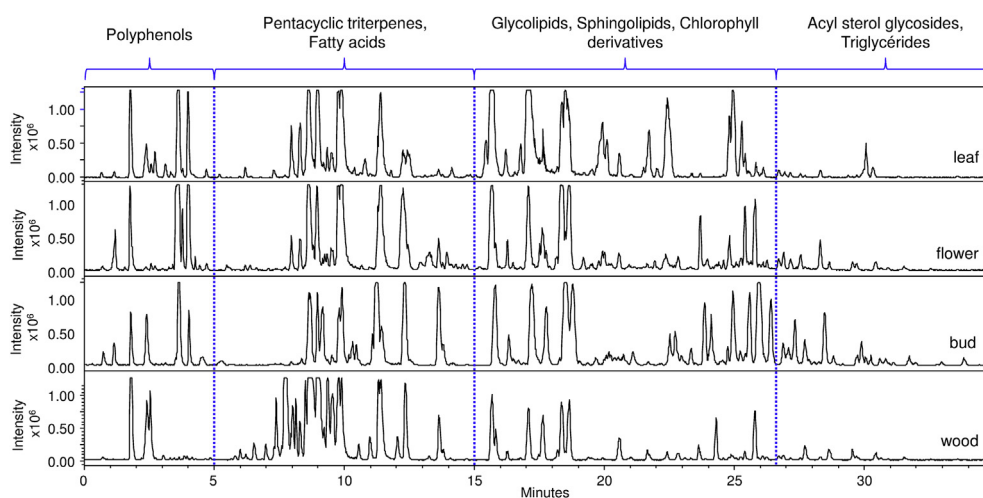 Polyphenols
Pentacyclic triterpenes,
Fatty acids
Glycolipids, Sphingolipids, Chlorophyll
derivatives
Acyl sterol glycosides,
Triglycérides
Intensity
x10⁶
1.00
0.50
0.00
leaf
Intensity
x10⁶
1.00
0.50
0.00
flower
Intensity
x10⁶
1.00
0.50
0.00
bud
Intensity
x10⁶
1.00
0.50
0.00
wood
0 5 10 15 20 25 30
Minutes